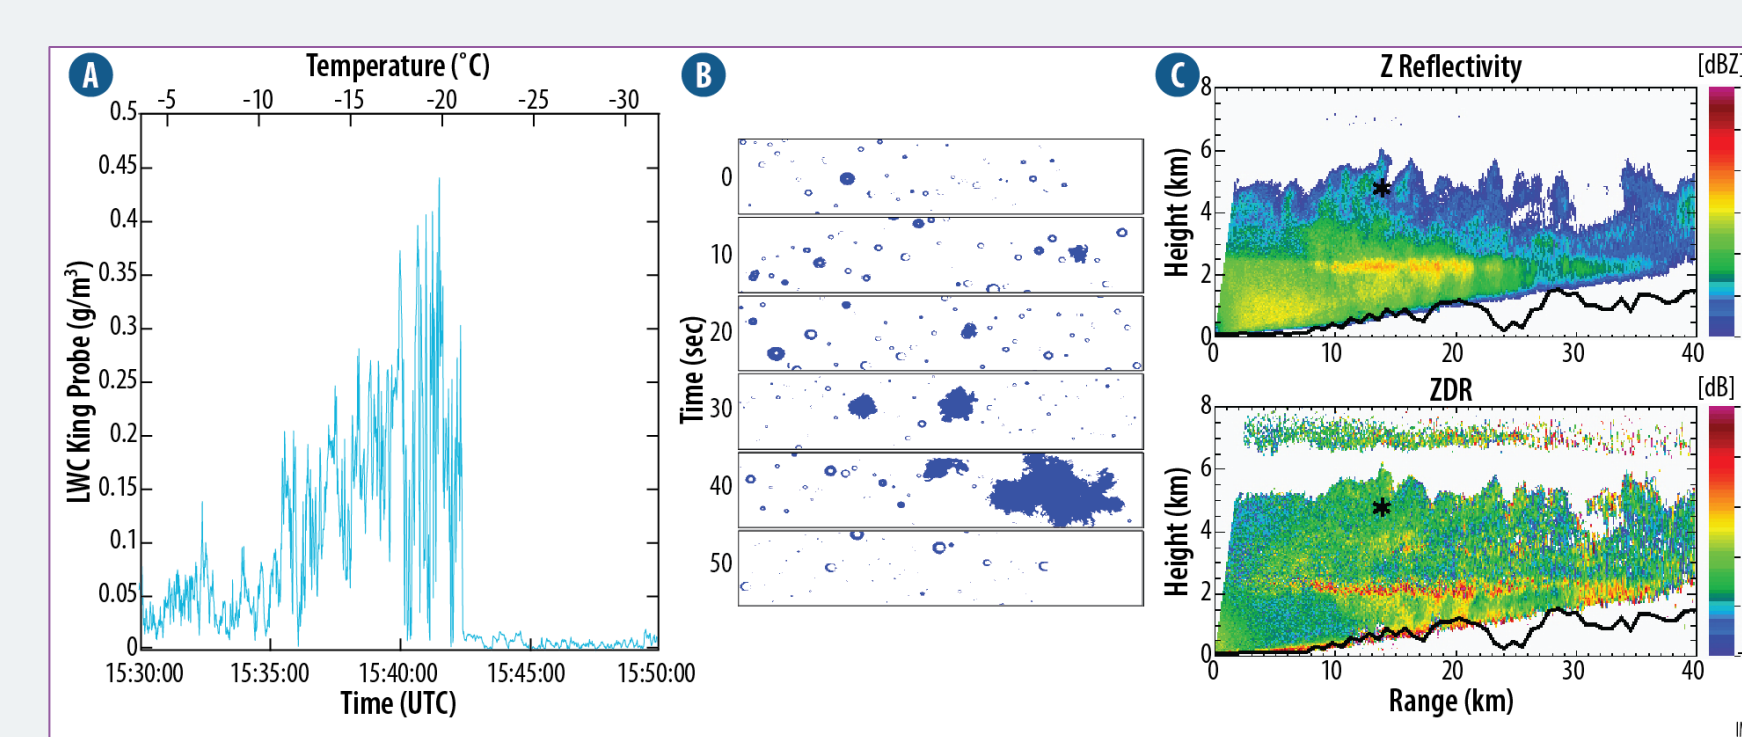 A
Temperature (˚C)
-5 -10 -15 -20 -25 -30
0.5
0.45
0.4
0.35
0.3
0.25
0.2
0.15
0.1
0.05
0
LWC King Probe (g/m³)
15:30:00 15:35:00 15:40:00 15:45:00 15:50:00
Time (UTC)
B
Time (sec)
0
10
20
30
40
50
C
Z Reflectivity
[dBZ]
Height (km)
8
6
4
2
0
0 10 20 30 40
ZDR
[dB]
Height (km)
8
6
4
2
0
0 10 20 30 40
Range (km)